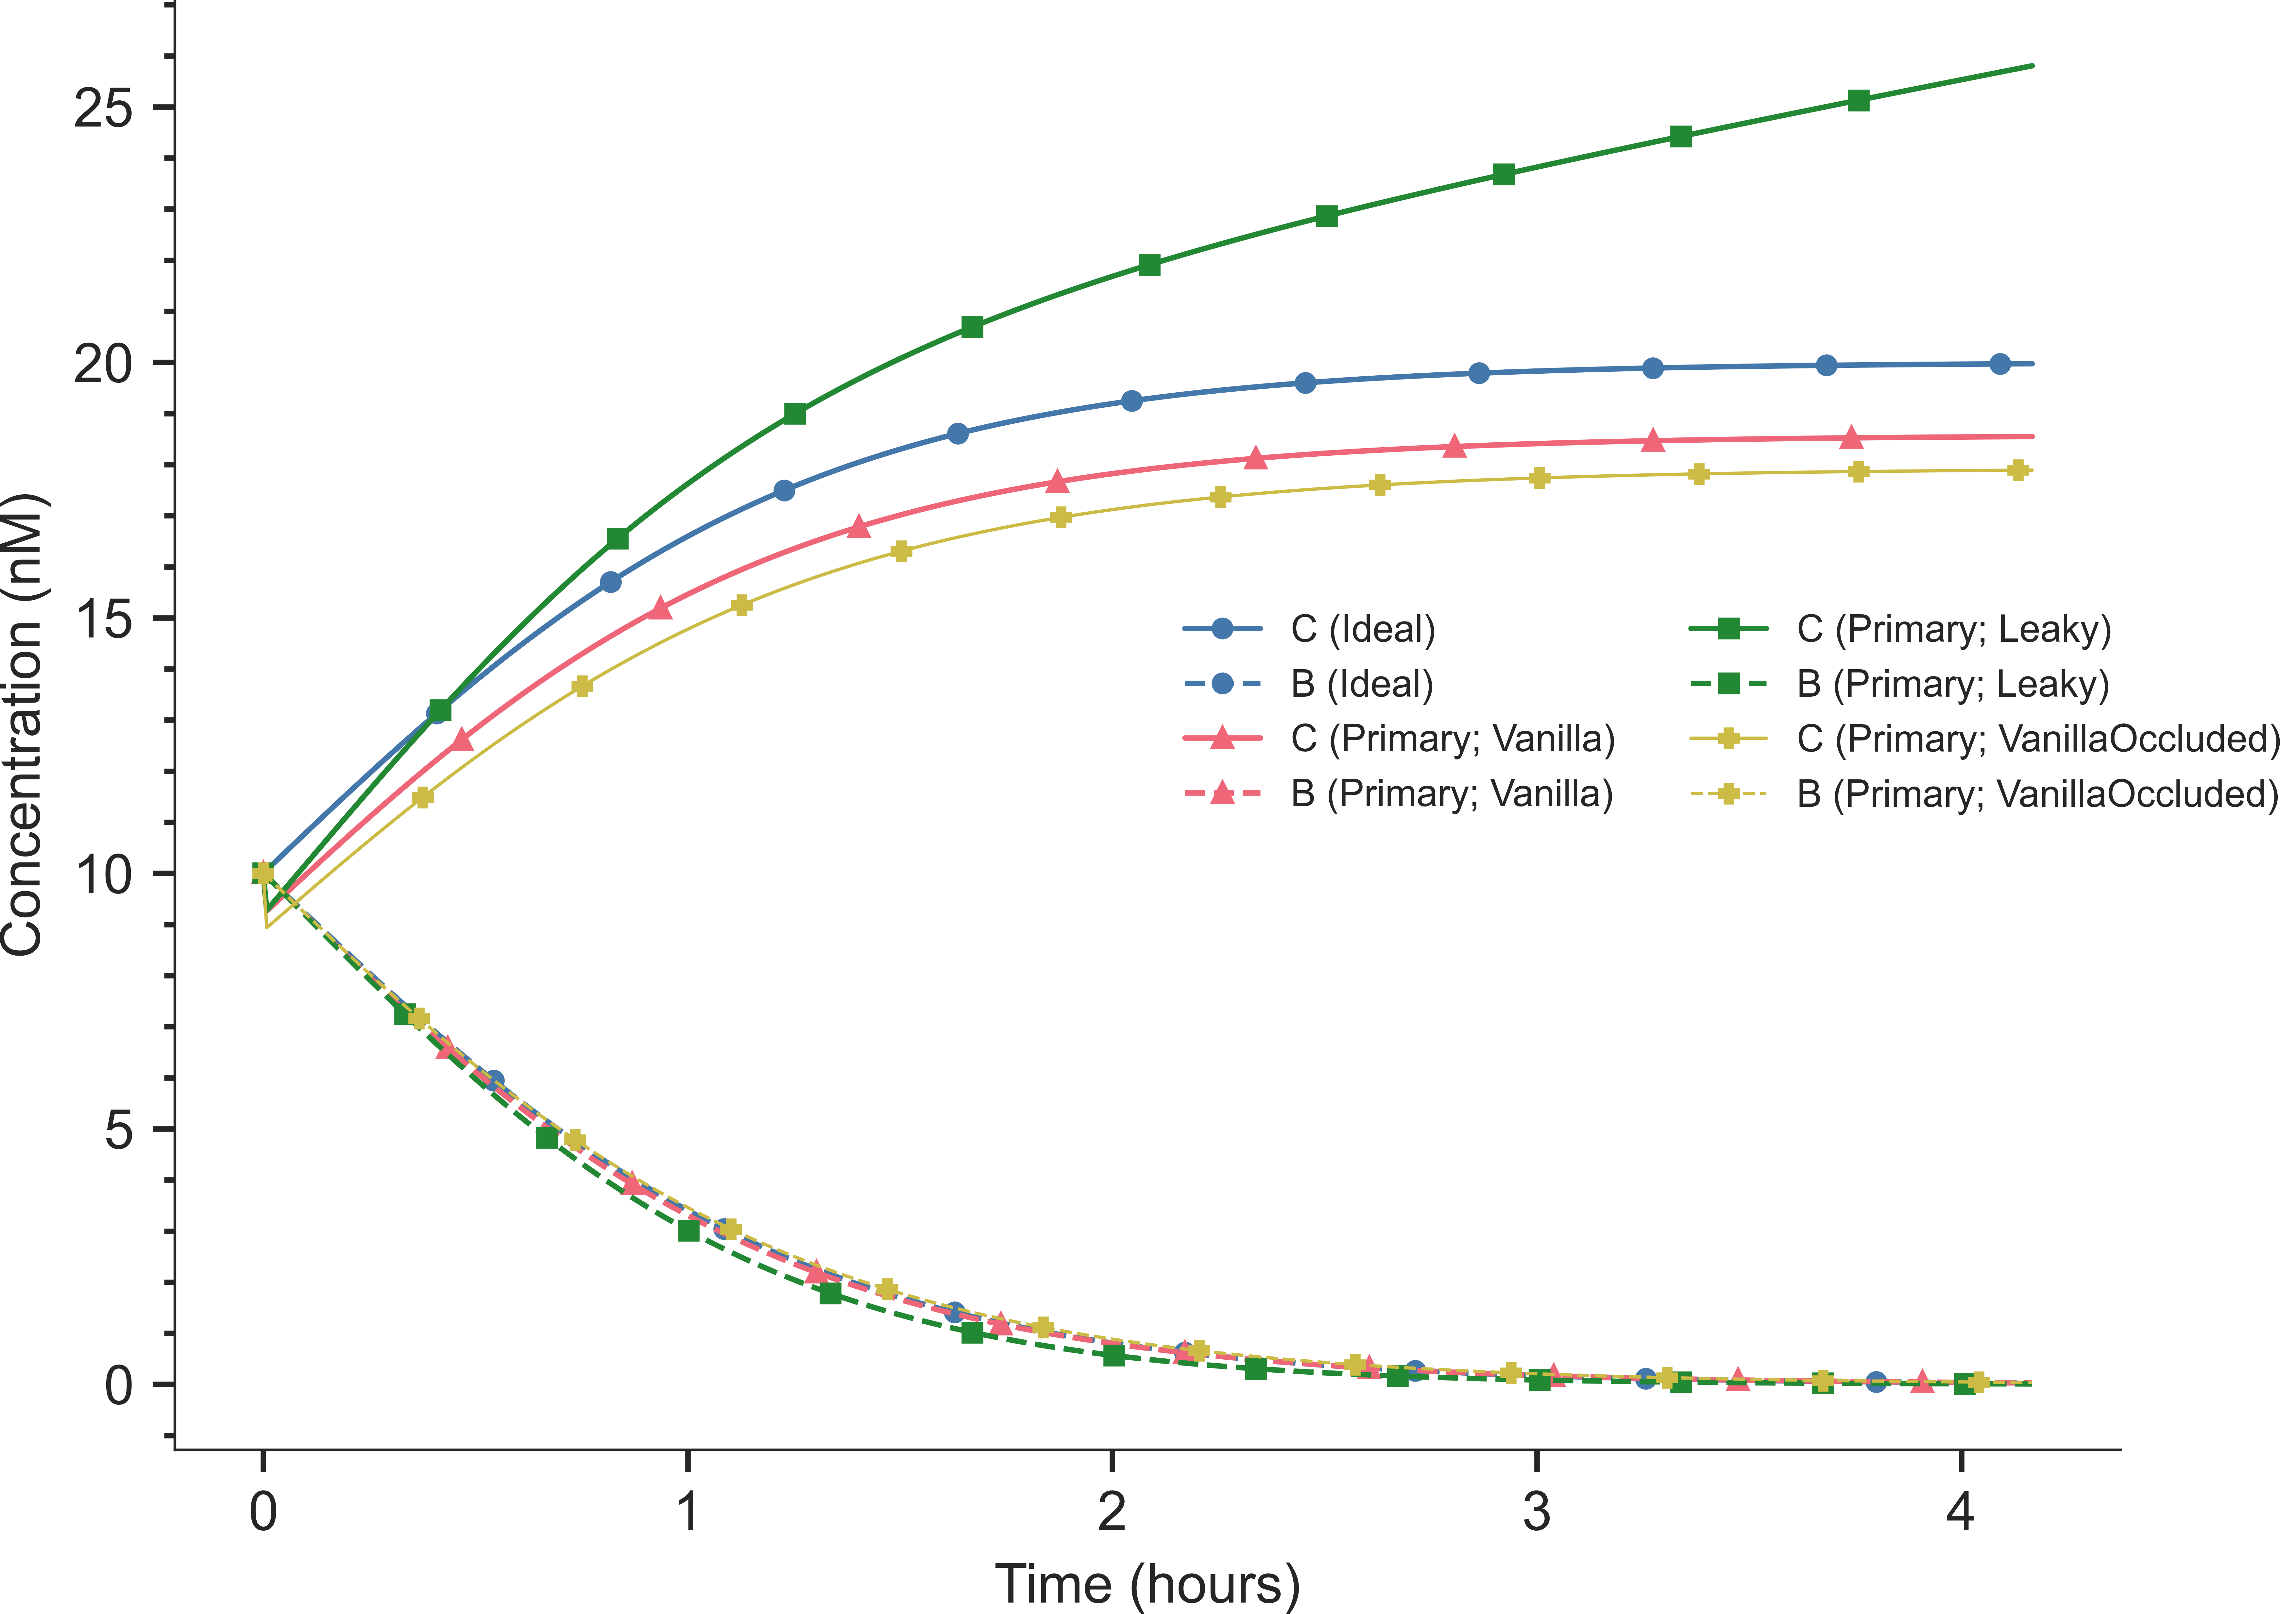 25
20
15
10
5
0
Concentration (nM)
C (Ideal)
B (Ideal)
C (Primary; Vanilla)
B (Primary; Vanilla)
C (Primary; Leaky)
B (Primary; Leaky)
C (Primary; VanillaOccluded)
B (Primary; VanillaOccluded)
0 1 2 3 4
Time (hours)